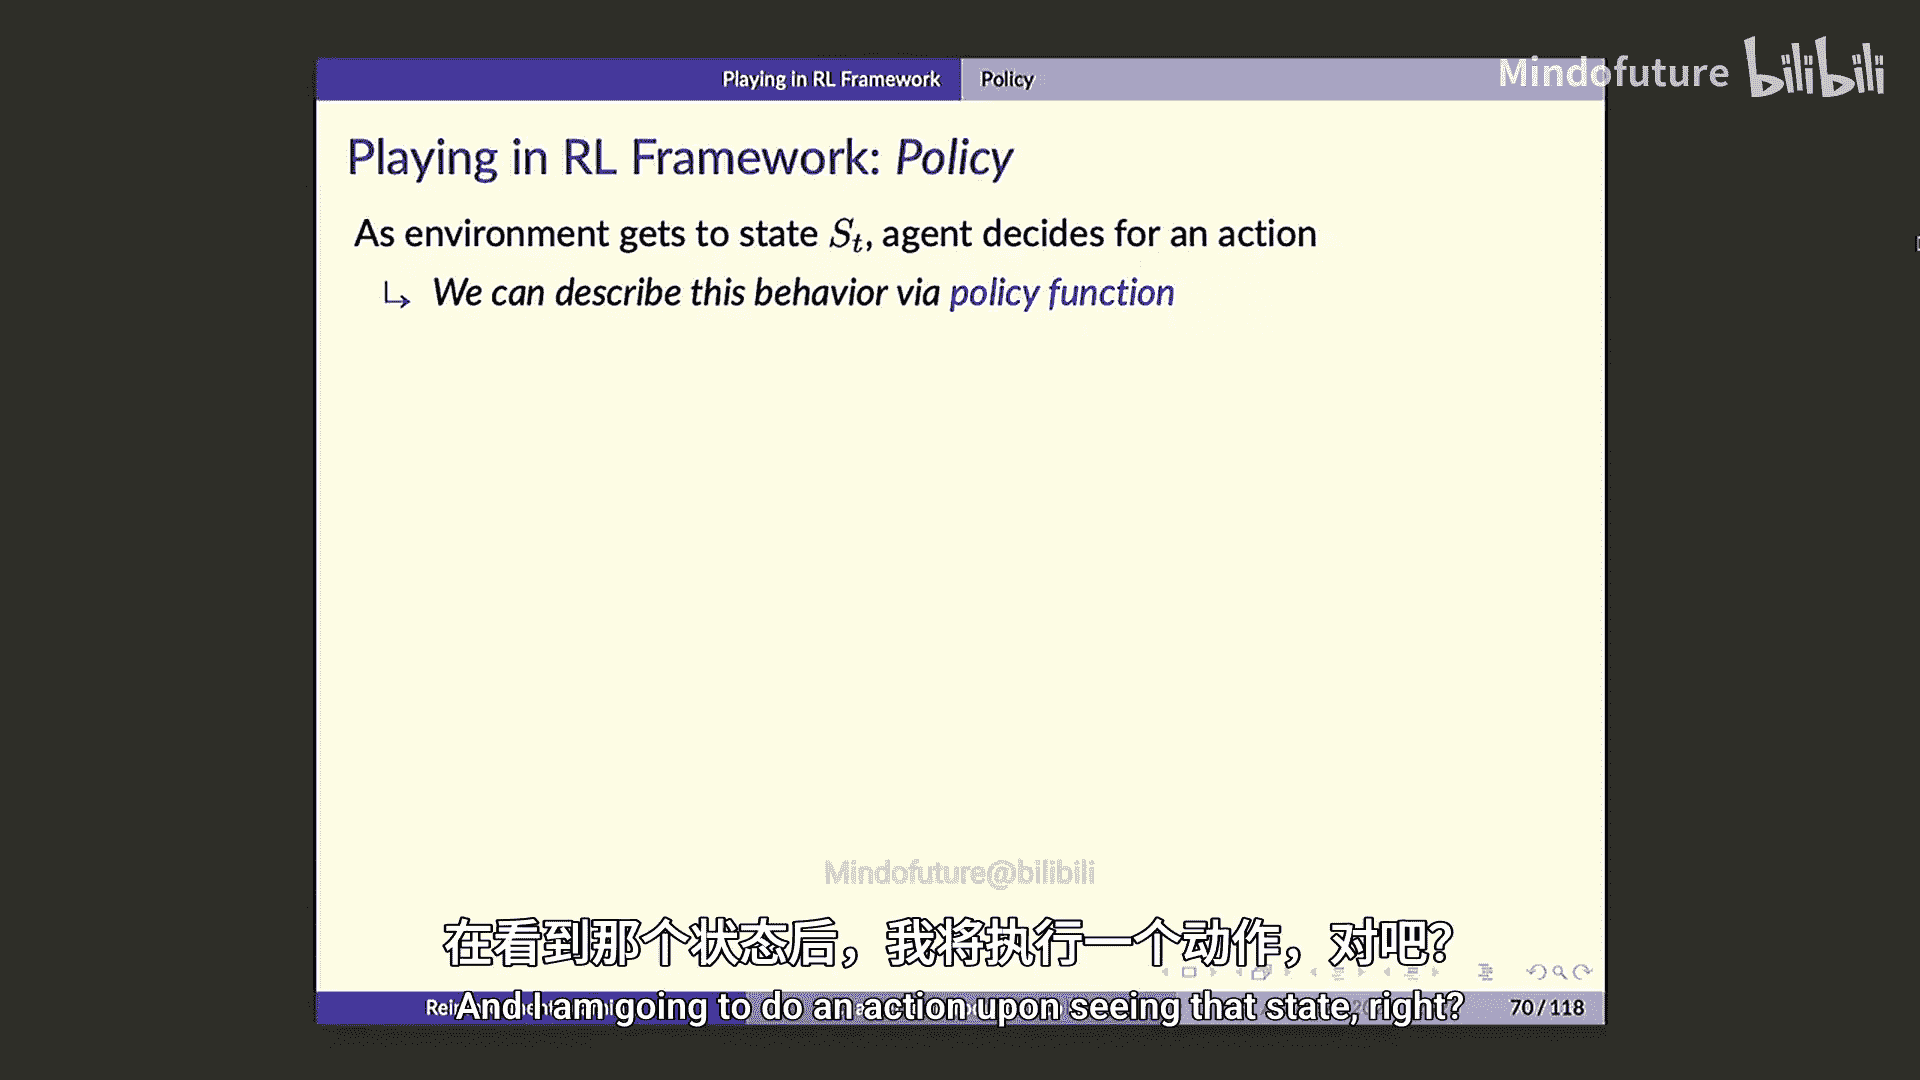 Playing in RL Framework Policy
Mindofuture bilibili
Playing in RL Framework: Policy
As environment gets to state S_t, agent decides for an action
↳ We can describe this behavior via policy function
Mindofuture@bilibili
在看到那个状态后，我将执行一个动作，对吧？
And I am going to do an action upon seeing that state, right?
70 / 118